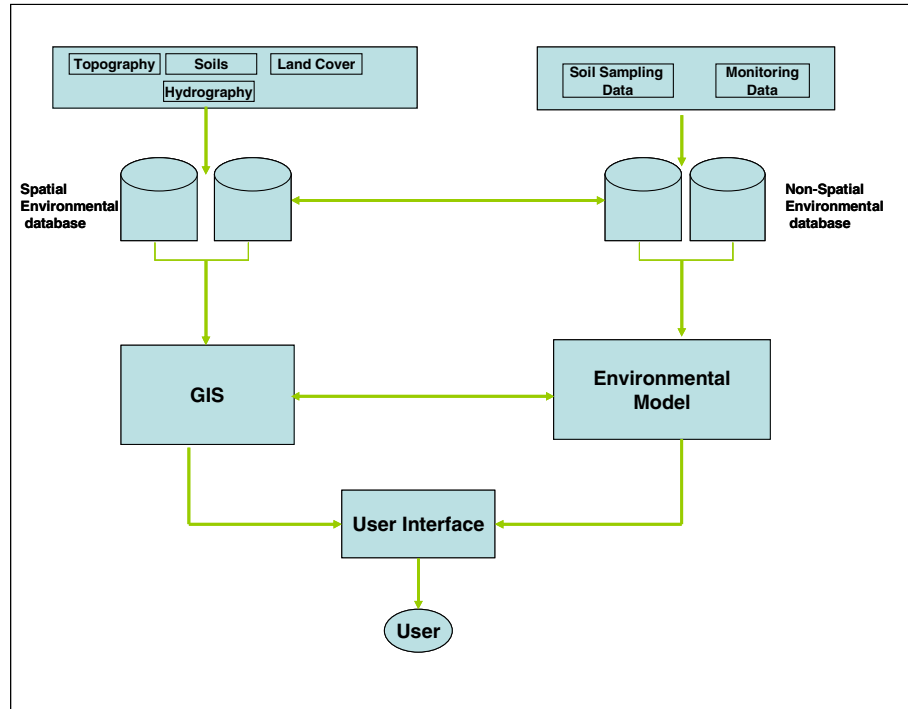 Topography
Soils
Land Cover
Hydrography
Soil Sampling
Data
Monitoring
Data
Spatial
Environmental
database
Non-Spatial
Environmental
database
GIS
Environmental
Model
User Interface
User